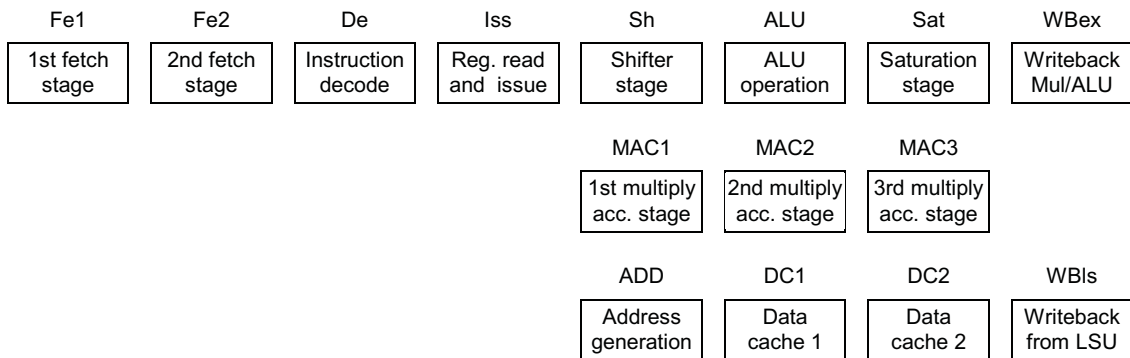 Fe1 Fe2 De Iss Sh ALU Sat WBex
1st fetch 2nd fetch Instruction Reg. read Shifter ALU Saturation Writeback
stage stage decode and issue stage operation stage Mul/ALU
MAC1 MAC2 MAC3
1st multiply 2nd multiply 3rd multiply
acc. stage acc. stage acc. stage
ADD DC1 DC2 WBls
Address Data Data Writeback
generation cache 1 cache 2 from LSU